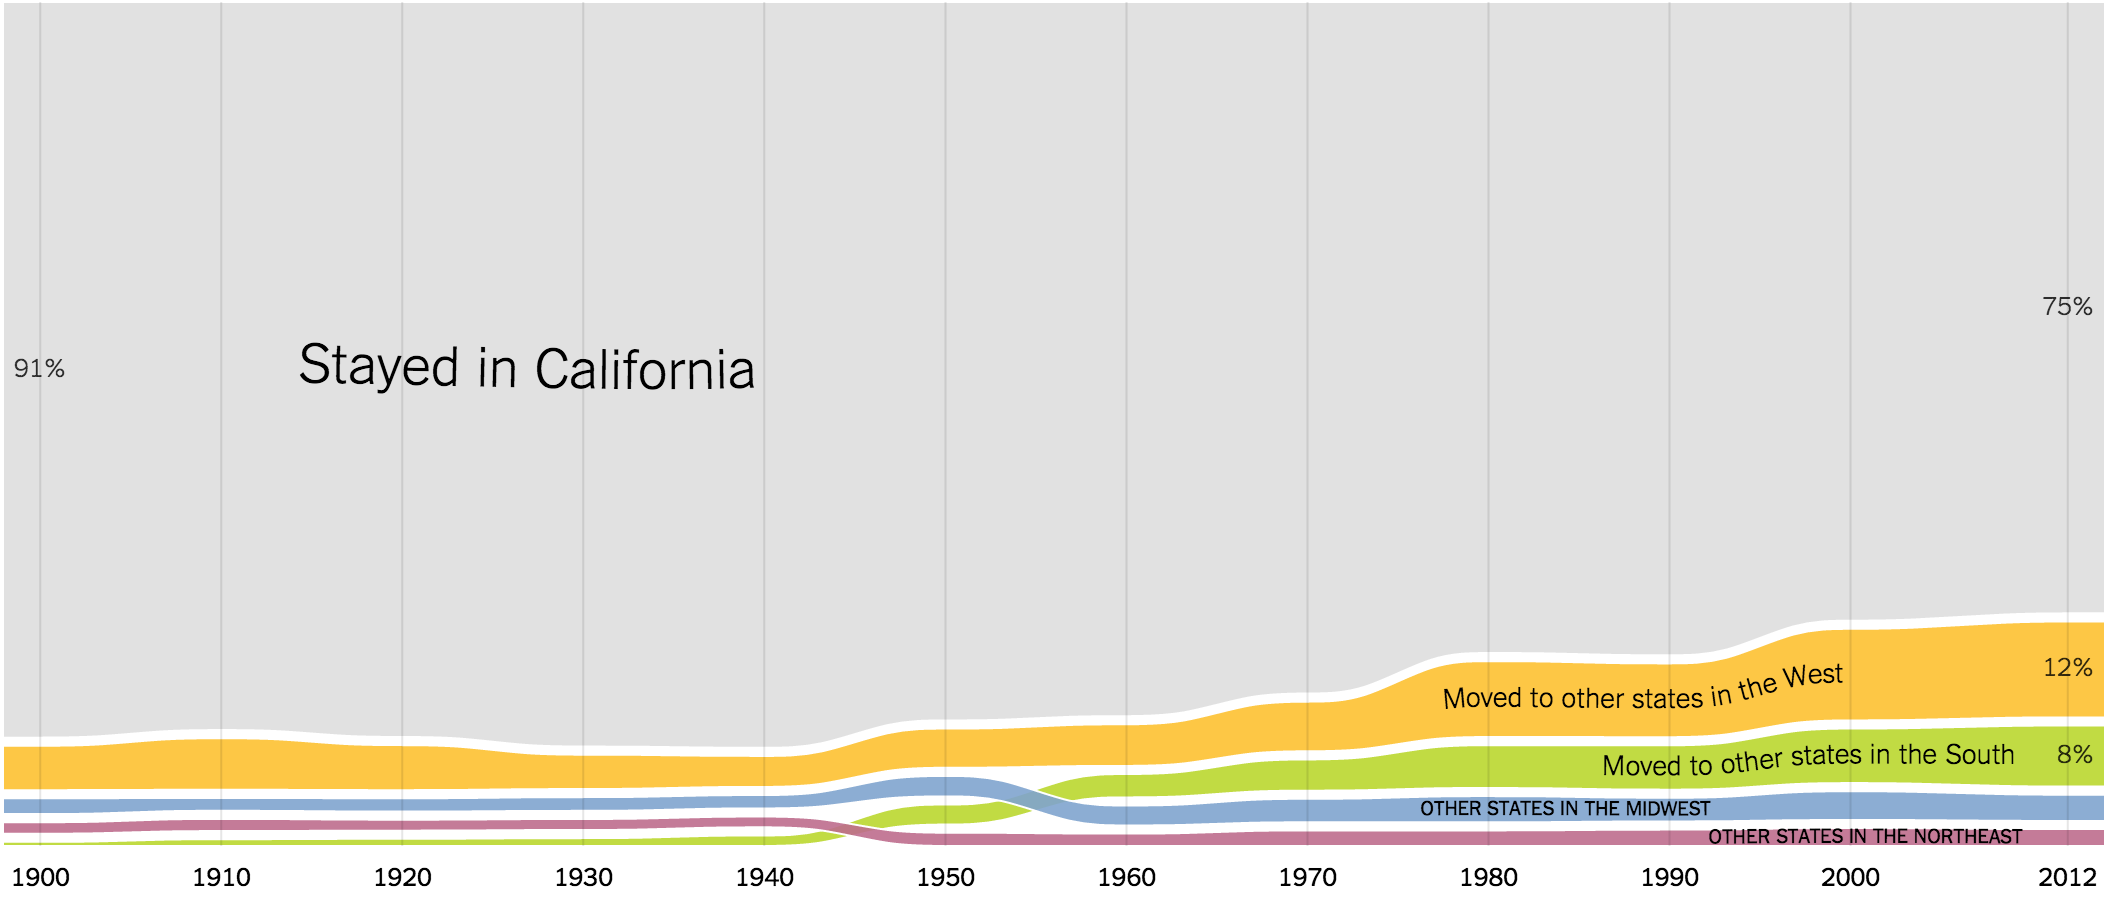 75%
Stayed in California
91%
12%
Moved to other states in the West
8%
Moved to other states in the South
OTHER STATES IN THE MIDWEST
OTHER STATES IN THE NORTHEAST
1900 1910 1920 1930 1940 1950 1960 1970 1980 1990 2000 2012